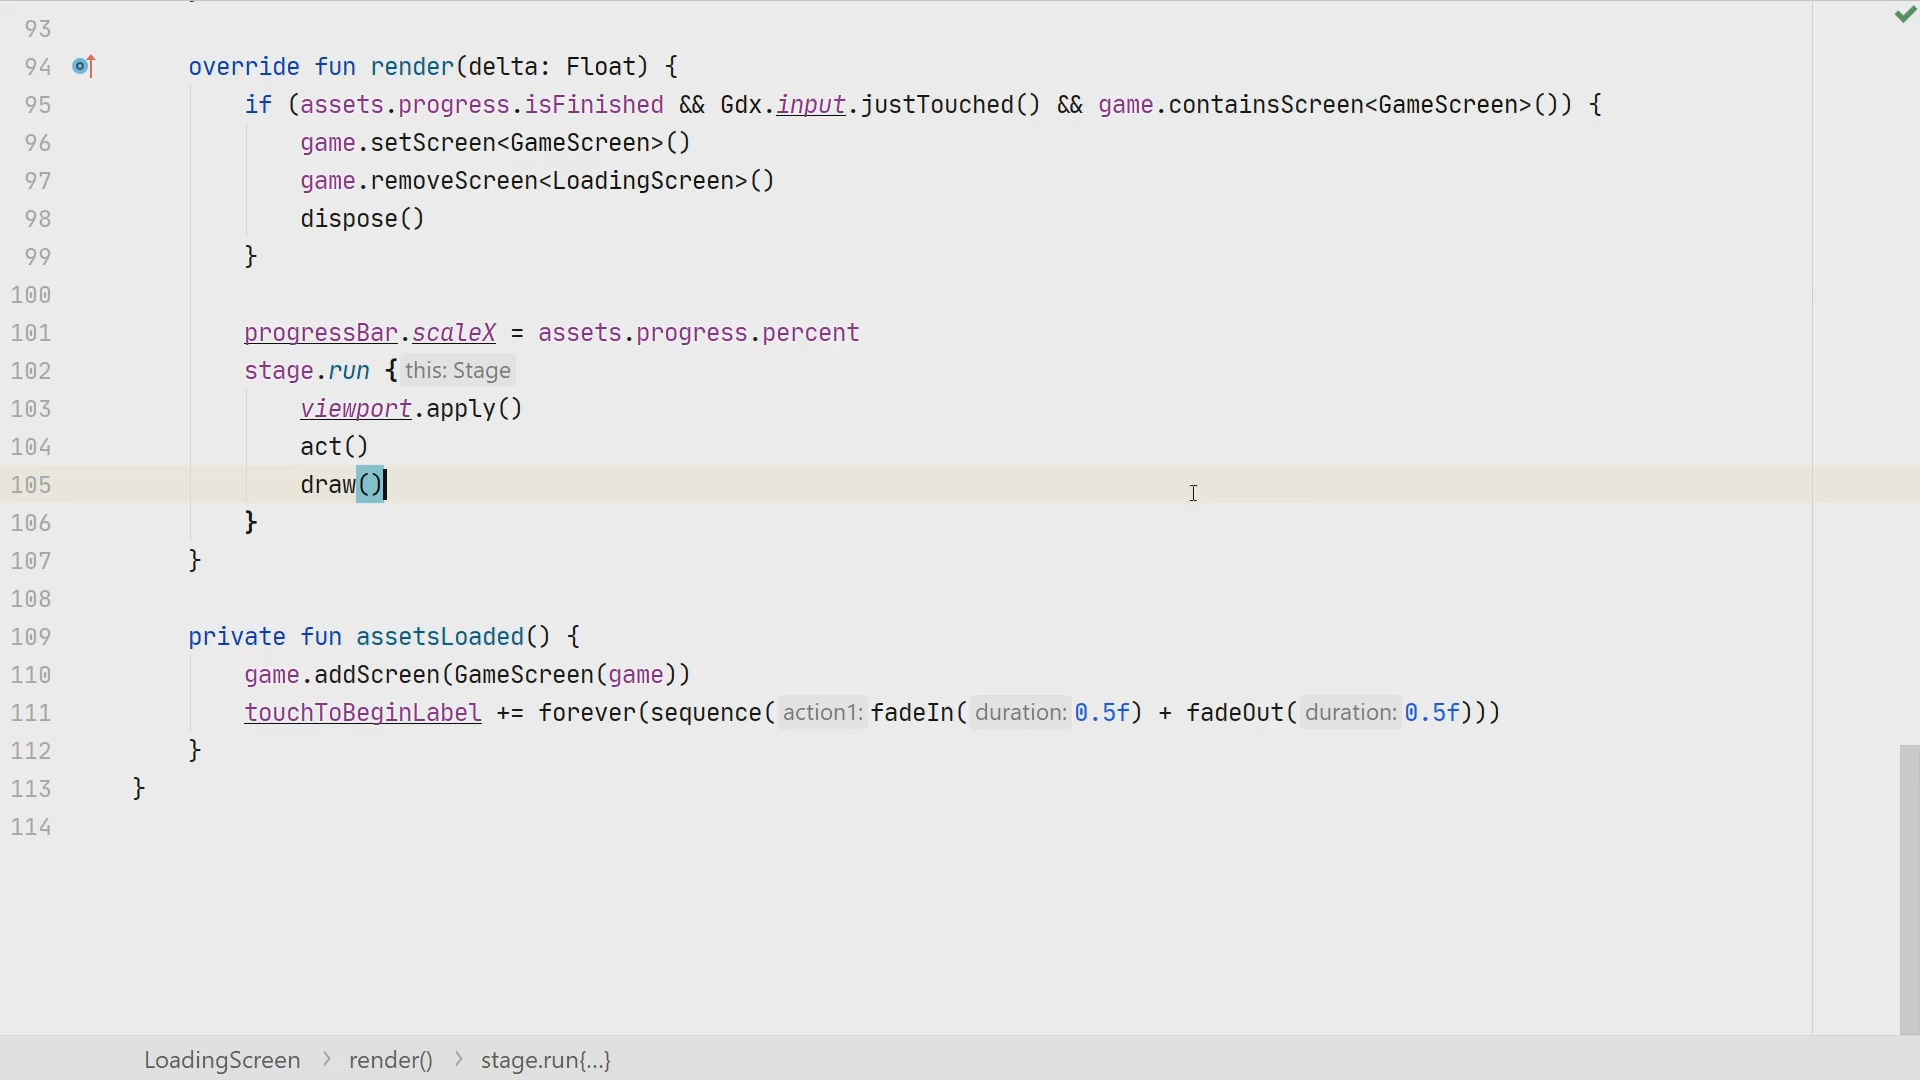 93
94 override fun render(delta: Float) {
95 if (assets.progress.isFinished && Gdx.input.justTouched() && game.containsScreen<GameScreen>()) {
96 game.setScreen<GameScreen>()
97 game.removeScreen<LoadingScreen>()
98 dispose()
99 }
100
101 progressBar.scaleX = assets.progress.percent
102 stage.run { this: Stage
103 viewport.apply()
104 act()
105 draw()
106 }
107 }
108
109 private fun assetsLoaded() {
110 game.addScreen(GameScreen(game))
111 touchToBeginLabel += forever(sequence( action1: fadeIn( duration: 0.5f) + fadeOut( duration: 0.5f)))
112 }
113 }
114
LoadingScreen > render() > stage.run{...}